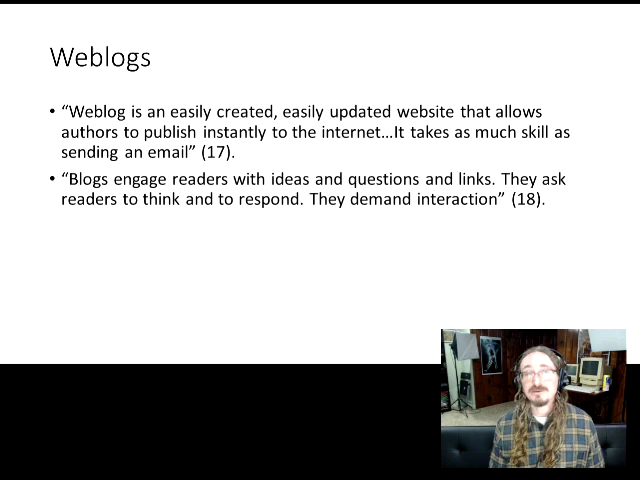 Weblogs
• “Weblog is an easily created, easily updated website that allows
authors to publish instantly to the internet…It takes as much skill as
sending an email” (17).
• “Blogs engage readers with ideas and questions and links. They ask
readers to think and to respond. They demand interaction” (18).